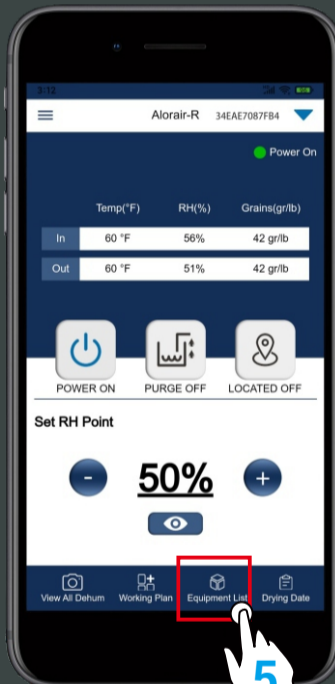 3:12
Alorair-R 34EAE7087FB4
Power On
Temp(°F) RH(%) Grains(gr/lb)
In 60 °F 56% 42 gr/lb
Out 60 °F 51% 42 gr/lb
POWER ON PURGE OFF LOCATED OFF
Set RH Point
- 50% +
View All Dehum Working Plan Equipment List Drying Date
5